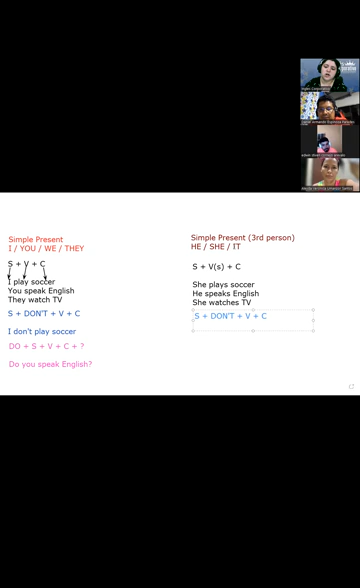 Simple Present
I / YOU / WE / THEY
S + V + C
I play soccer
You speak English
They watch TV
S + DON'T + V + C
I don't play soccer
DO + S + V + C + ?
Do you speak English?
Simple Present (3rd person)
HE / SHE / IT
S + V(s) + C
She plays soccer
He speaks English
She watches TV
S + DON'T + V + C